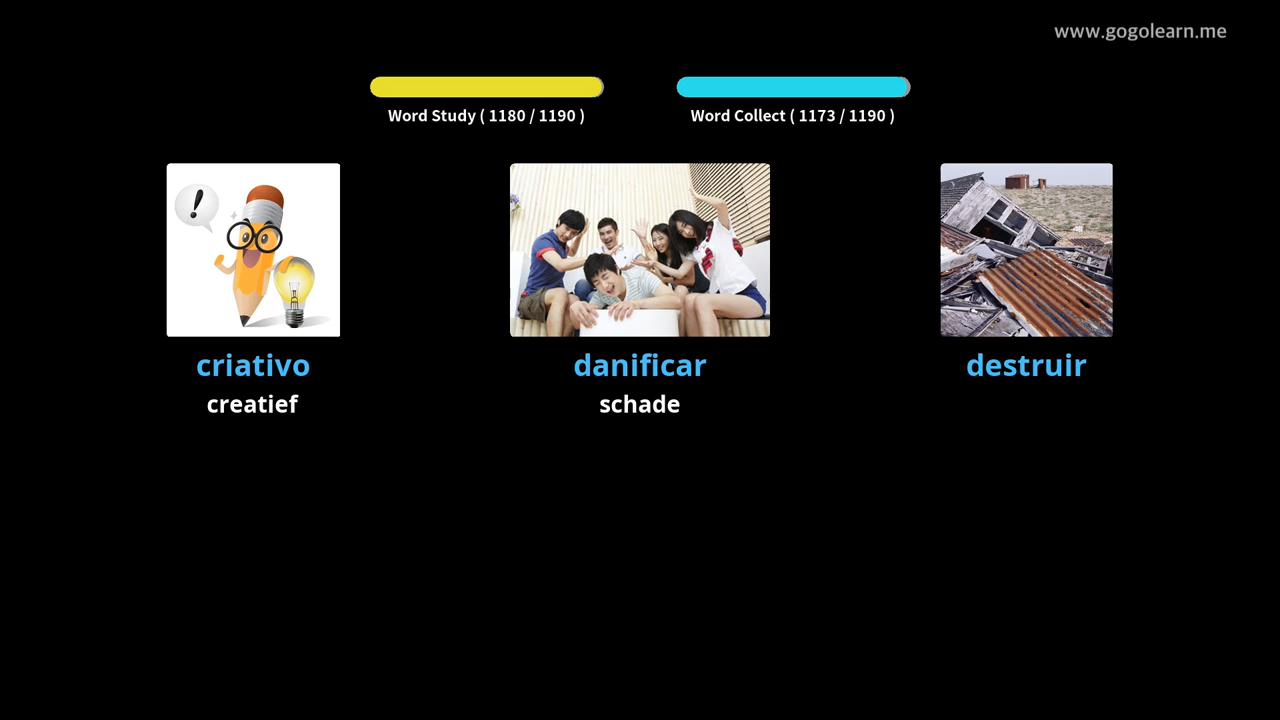 www.gogolearn.me
Word Study ( 1180 / 1190 )
Word Collect ( 1173 / 1190 )
criativo
danificar
destruir
creatief
schade